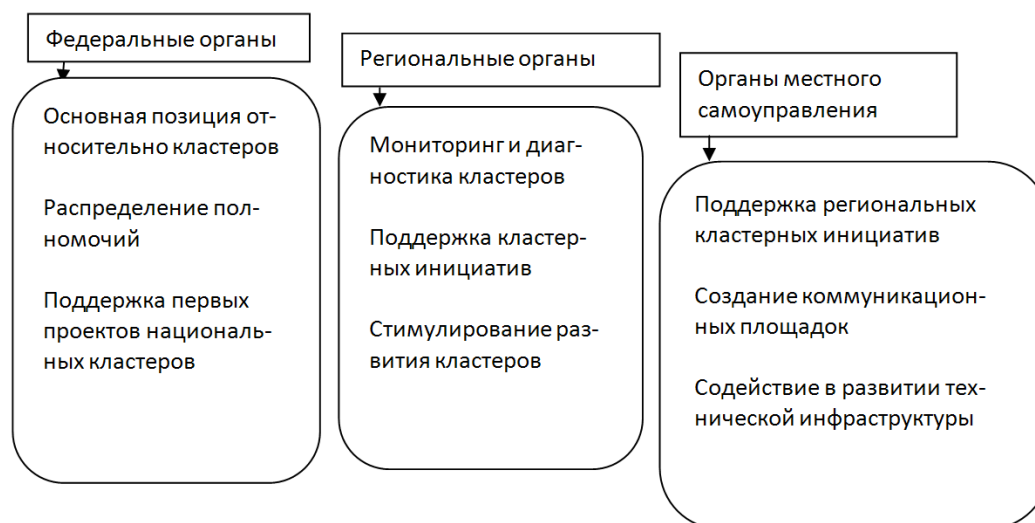 Федеральные органы
Основная позиция от-
носительно кластеров
Распределение пол-
номочий
Поддержка первых
проектов националь-
ных кластеров
Региональные органы
Мониторинг и диаг-
ностика кластеров
Поддержка кластер-
ных инициатив
Стимулирование раз-
вития кластеров
Органы местного
самоуправления
Поддержка региональных
кластерных инициатив
Создание коммуникацион-
ных площадок
Содействие в развитии тех-
нической инфраструктуры